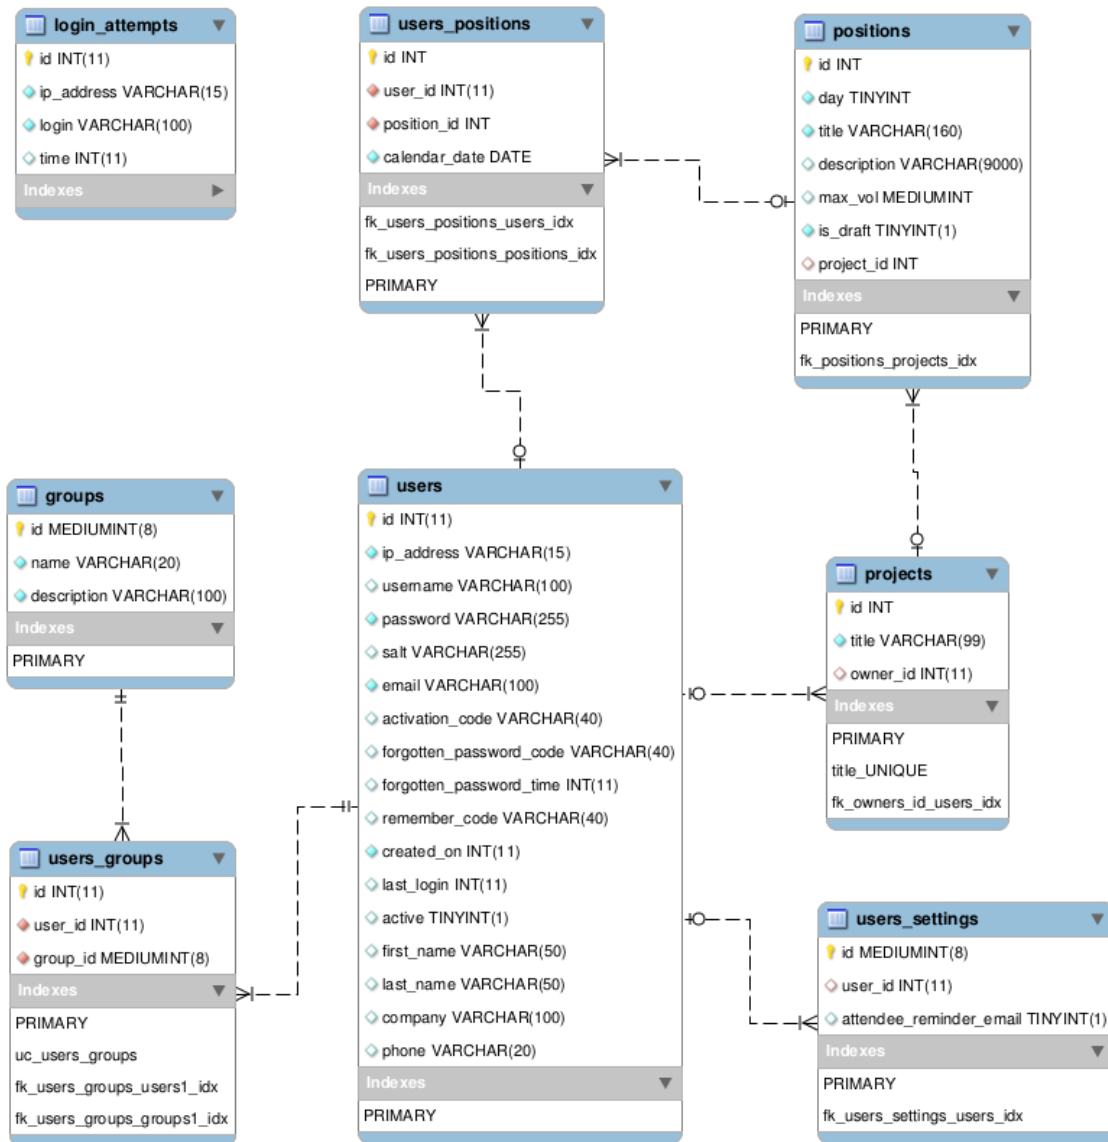 login_attempts
id INT(11)
ip_address VARCHAR(15)
login VARCHAR(100)
time INT(11)
Indexes
users_positions
id INT
user_id INT(11)
position_id INT
calendar_date DATE
Indexes
fk_users_positions_users_idx
fk_users_positions_positions_idx
PRIMARY
positions
id INT
day TINYINT
title VARCHAR(160)
description VARCHAR(9000)
max_vol MEDIUMINT
is_draft TINYINT(1)
project_id INT
Indexes
PRIMARY
fk_positions_projects_idx
groups
id MEDIUMINT(8)
name VARCHAR(20)
description VARCHAR(100)
Indexes
PRIMARY
users
id INT(11)
ip_address VARCHAR(15)
username VARCHAR(100)
password VARCHAR(255)
salt VARCHAR(255)
email VARCHAR(100)
activation_code VARCHAR(40)
forgotten_password_code VARCHAR(40)
forgotten_password_time INT(11)
remember_code VARCHAR(40)
created_on INT(11)
last_login INT(11)
active TINYINT(1)
first_name VARCHAR(50)
last_name VARCHAR(50)
company VARCHAR(100)
phone VARCHAR(20)
Indexes
PRIMARY
projects
id INT
title VARCHAR(99)
owner_id INT(11)
Indexes
PRIMARY
title_UNIQUE
fk_owners_id_users_idx
users_groups
id INT(11)
user_id INT(11)
group_id MEDIUMINT(8)
Indexes
PRIMARY
uc_users_groups
fk_users_groups_users1_idx
fk_users_groups_groups1_idx
users_settings
id MEDIUMINT(8)
user_id INT(11)
attendee_reminder_email TINYINT(1)
Indexes
PRIMARY
fk_users_settings_users_idx